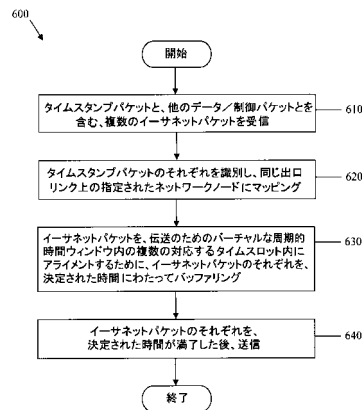 600
開始
タイムスタンプパケットと、他のデータ/制御パケットとを
含む、複数のイーサネットパケットを受信
610
タイムスタンプパケットのそれぞれを識別し、同じ出口
リンク上の指定されたネットワークノードにマッピング
620
イーサネットパケットを、伝送のためのバーチャルな周期的
時間ウィンドウ内の複数の対応するタイムスロット内に
アライメントするために、イーサネットパケットのそれぞれを、
決定された時間にわたってバッファリング
630
イーサネットパケットのそれぞれを、
決定された時間が満了した後、送信
640
終了